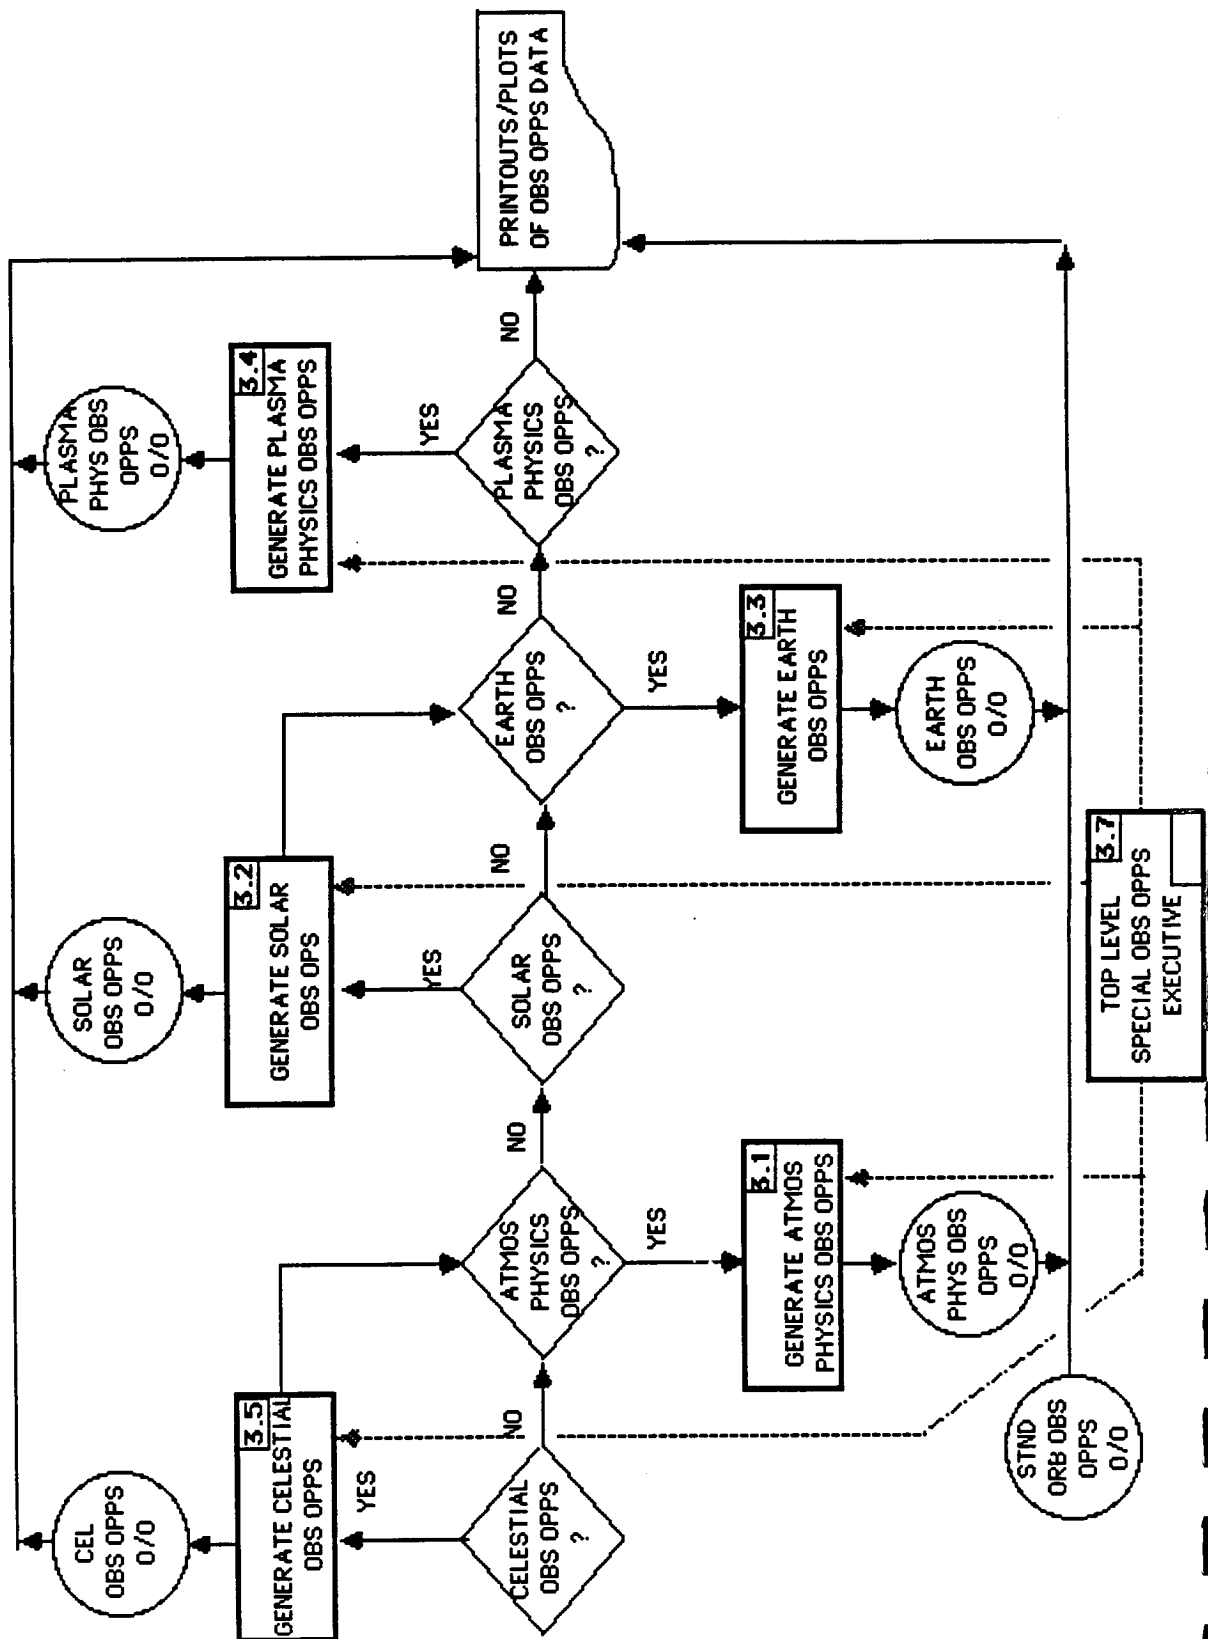 CEL
OBS OPPS
O/O
3.5
GENERATE CELESTIAL
OBS OPPS
YES
CELESTIAL
OBS OPPS
?
NO
STND
ORB OBS
OPPS
O/O
ATMOS
PHYSICS
OBS OPPS
?
NO
YES
3.1
GENERATE ATMOS
PHYSICS OBS OPPS
ATMOS
PHYS OBS
OPPS
O/O
SOLAR
OBS OPPS
O/O
3.2
GENERATE SOLAR
OBS OPS
YES
SOLAR
OBS OPPS
?
NO
3.7
TOP LEVEL
SPECIAL OBS OPPS
EXECUTIVE
EARTH
OBS OPPS
?
NO
YES
3.3
GENERATE EARTH
OBS OPPS
EARTH
OBS OPPS
O/O
PLASMA
PHYS OBS
OPPS
O/O
3.4
GENERATE PLASMA
PHYSICS OBS OPPS
YES
PLASMA
PHYSICS
OBS OPPS
?
NO
PRINTOUTS/PLOTS
OF OBS OPPS DATA